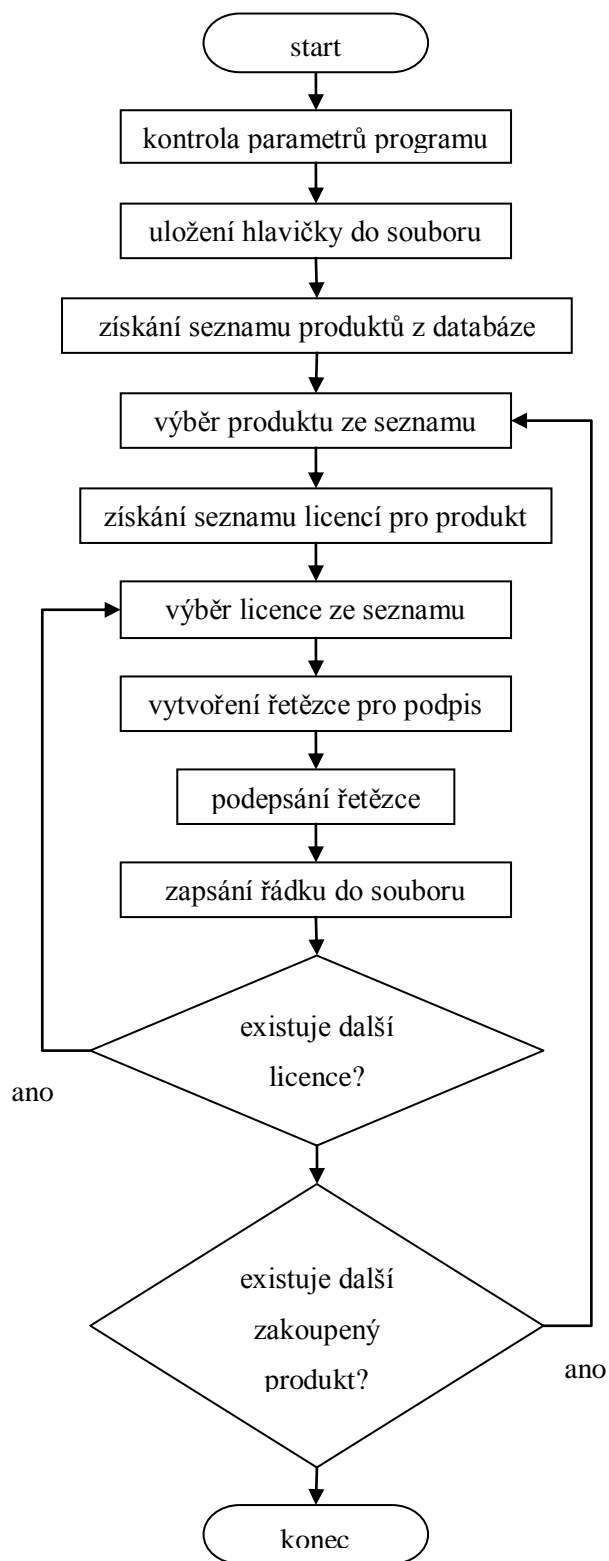 start
kontrola parametrů programu
uložení hlavičky do souboru
získání seznamu produktů z databáze
výběr produktu ze seznamu
získání seznamu licencí pro produkt
výběr licence ze seznamu
vytvoření řetězce pro podpis
podepsání řetězce
zapsání řádku do souboru
existuje další
licence?
ano
existuje další
zakoupený
produkt?
ano
konec